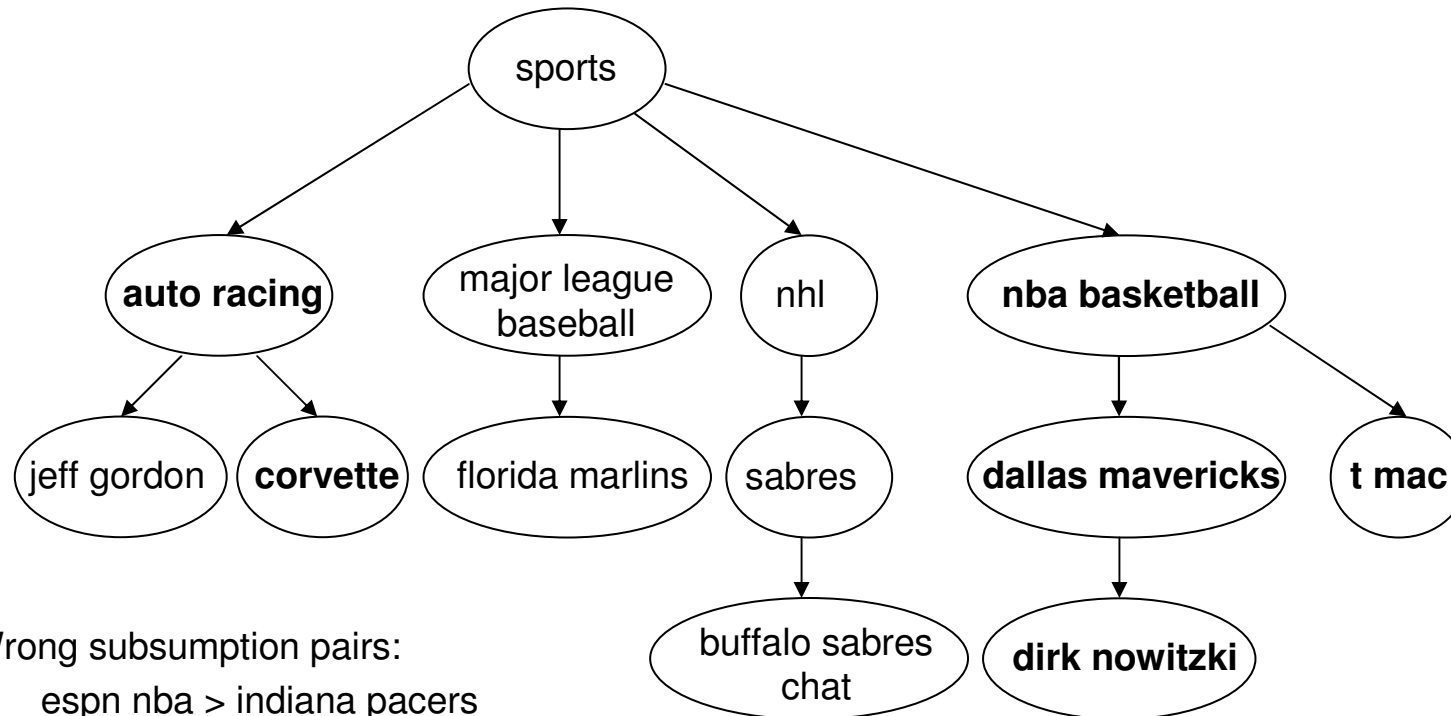 sports
auto racing
major league
baseball
nhl
nba basketball
jeff gordon
corvette
florida marlins
sabres
dallas mavericks
t mac
buffalo sabres
chat
dirk nowitzki
subsumption pairs:
espn nba > indiana pacers